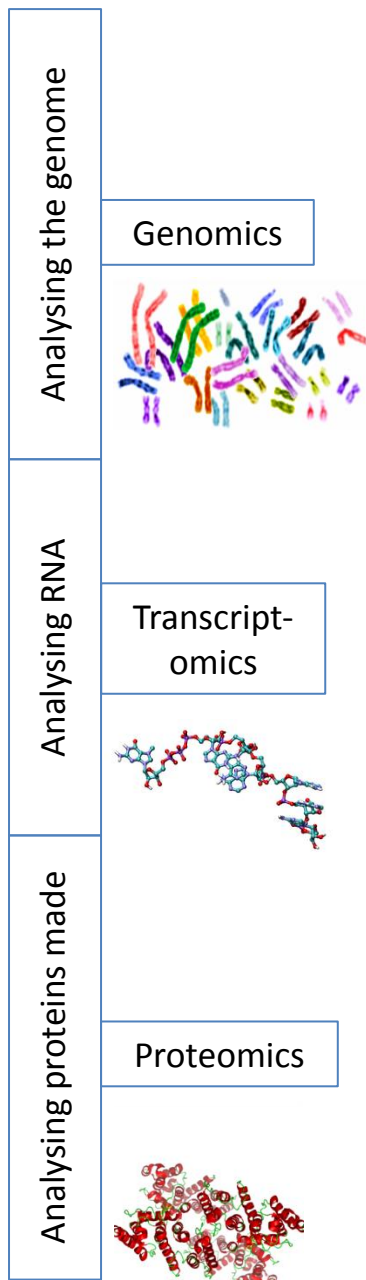 Analysing the genome
Genomics
Analysing RNA
Transcript-
omics
Analysing proteins made
Proteomics